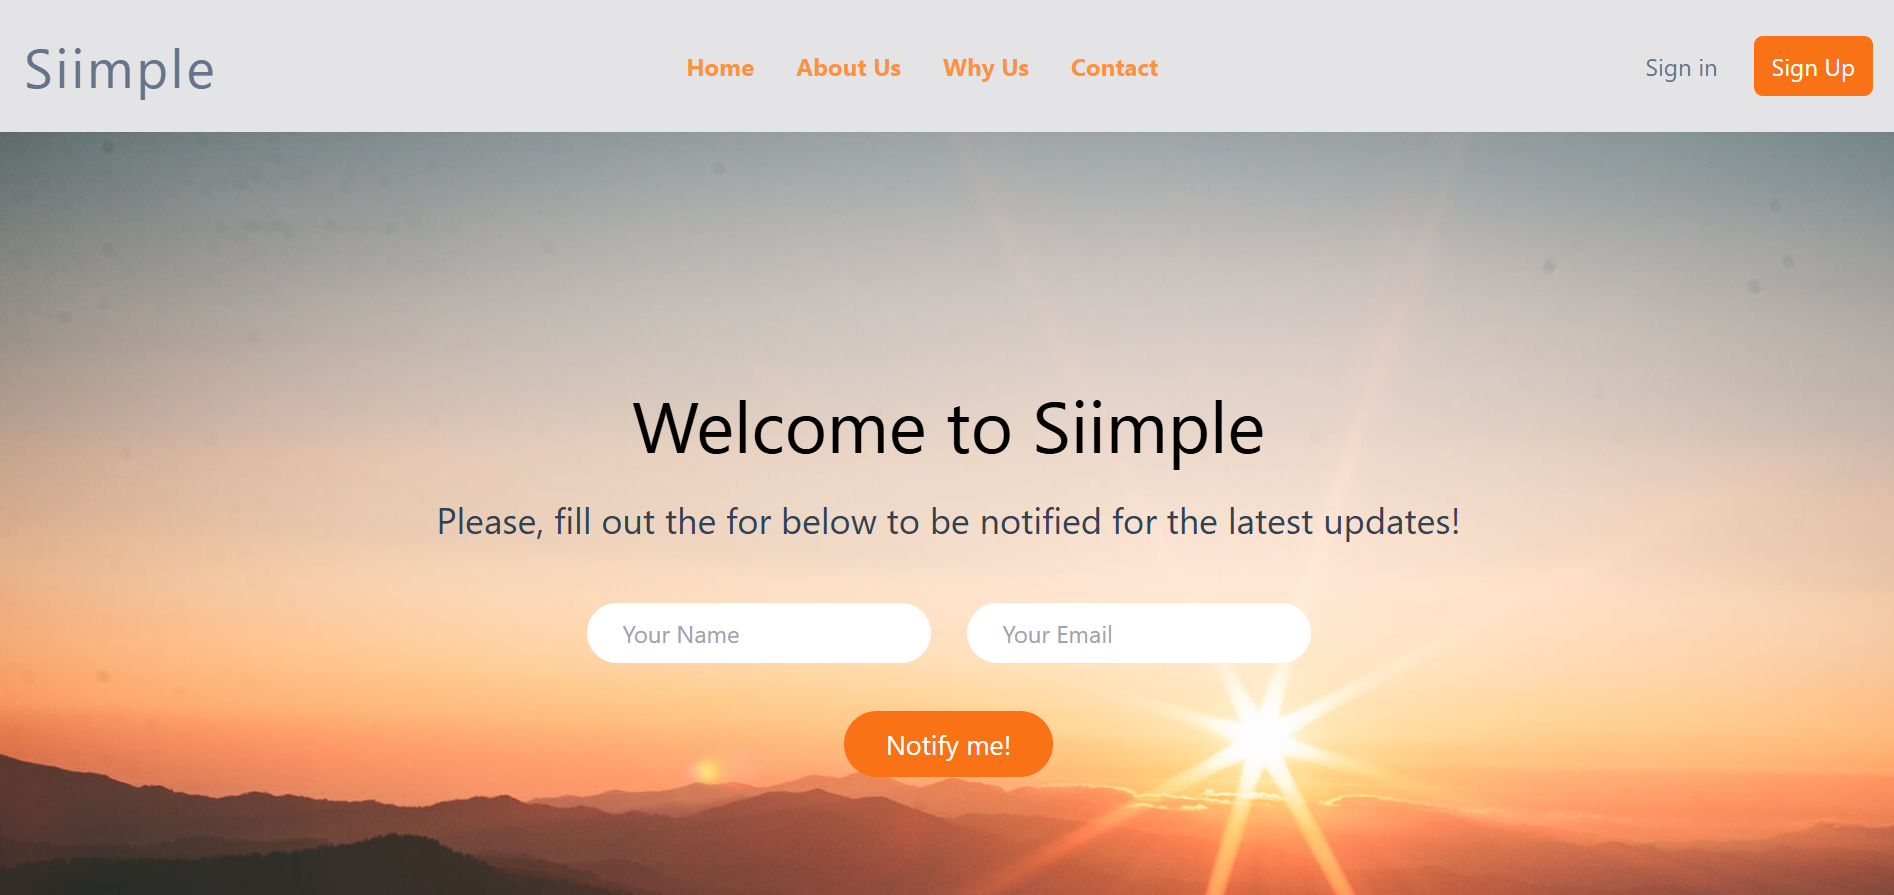 Siimple
Home About Us Why Us Contact
Sign in Sign Up
Welcome to Siimple
Please, fill out the for below to be notified for the latest updates!
Your Name Your Email
Notify me!